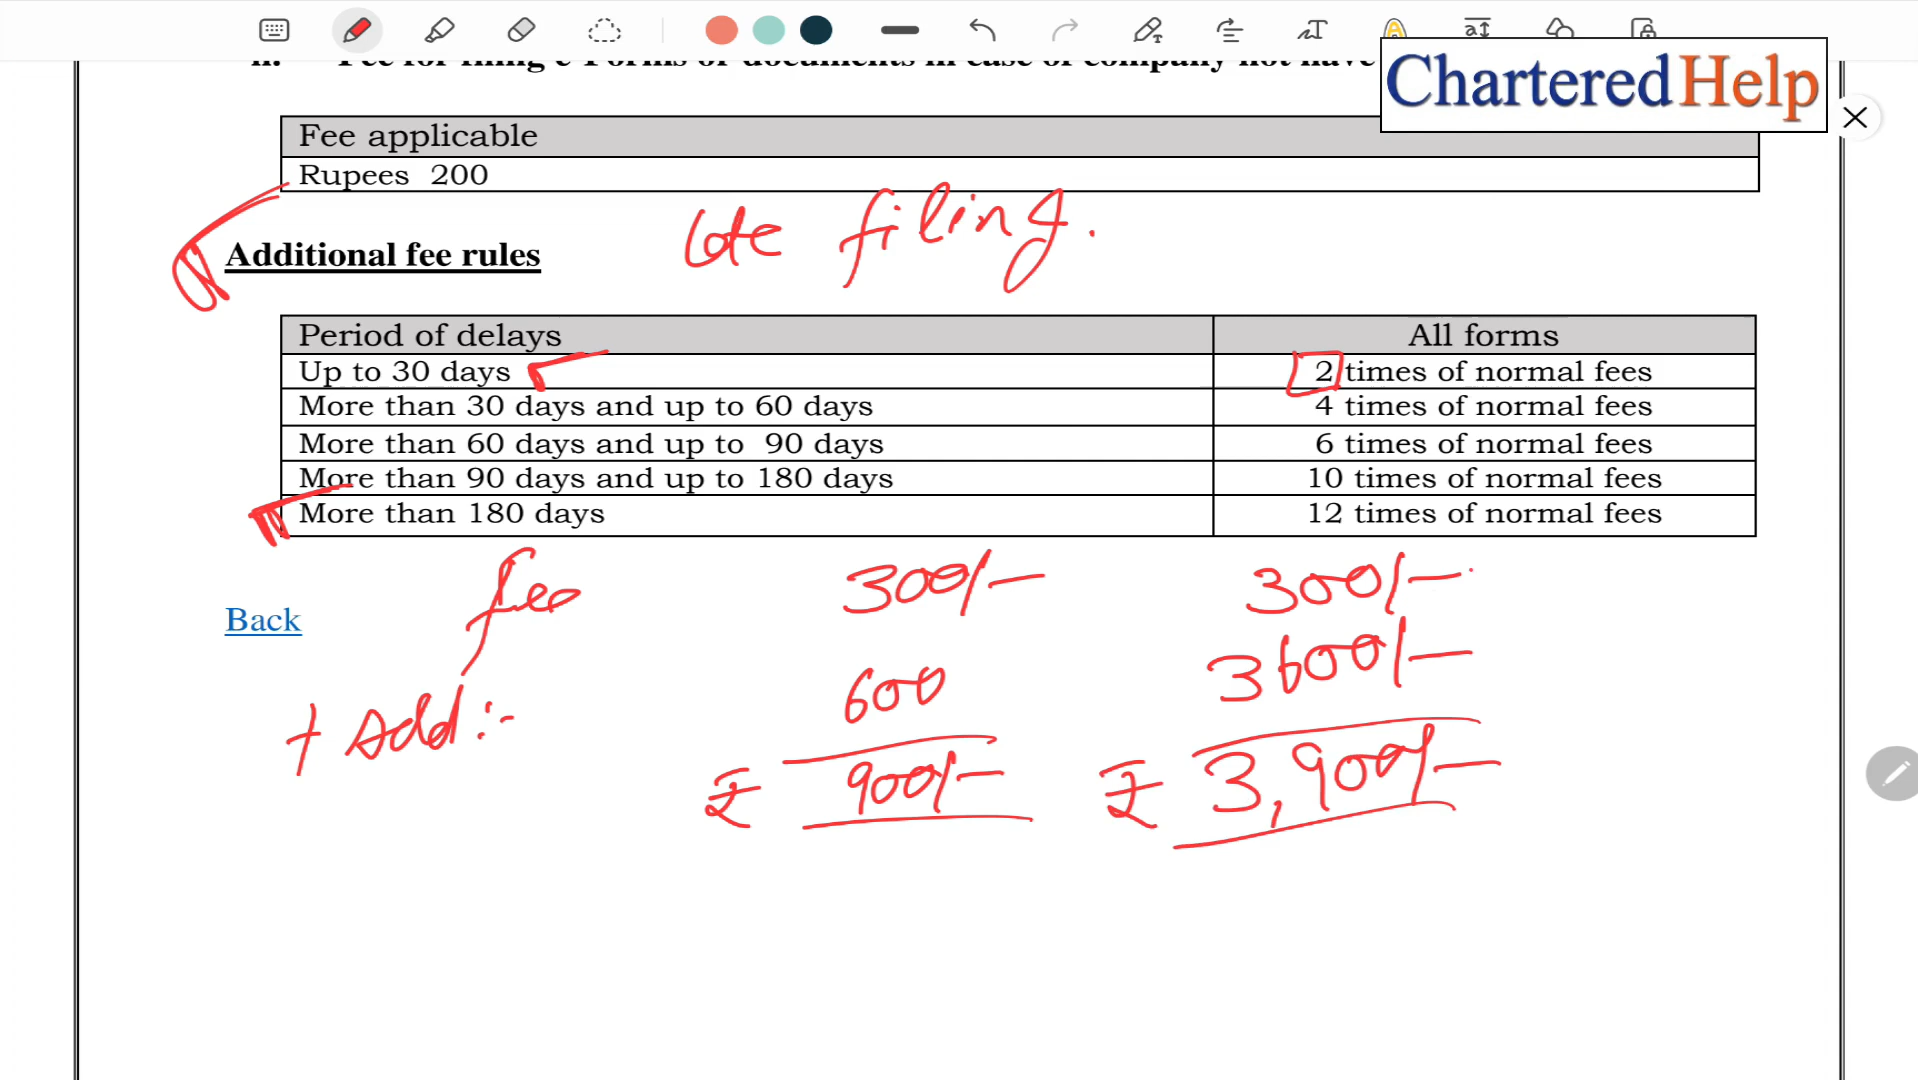 Chartered Help
Fee applicable
Rupees 200
late filing.
Additional fee rules
Period of delays All forms
Up to 30 days 2 times of normal fees
More than 30 days and up to 60 days 4 times of normal fees
More than 60 days and up to 90 days 6 times of normal fees
More than 90 days and up to 180 days 10 times of normal fees
More than 180 days 12 times of normal fees
fee 300/- 300/-
Back
+ Add :- 600 3600/-
₹ 900/- ₹ 3,900/-